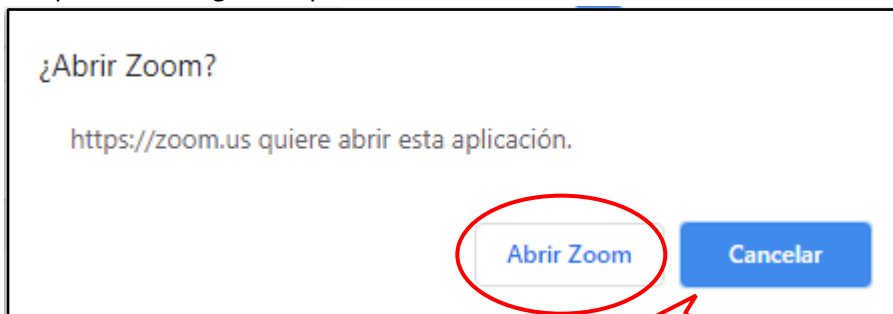 ¿Abrir Zoom?
https://zoom.us quiere abrir esta aplicación.
Abrir Zoom
Cancelar